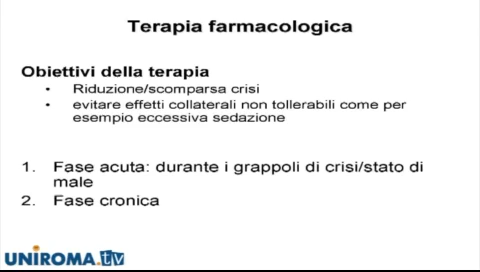 Terapia farmacologica
Obiettivi della terapia
• Riduzione/scomparsa crisi
• evitare effetti collaterali non tollerabili come per
esempio eccessiva sedazione
1. Fase acuta: durante i grappoli di crisi/stato di
male
2. Fase cronica
UNIROMA.tv